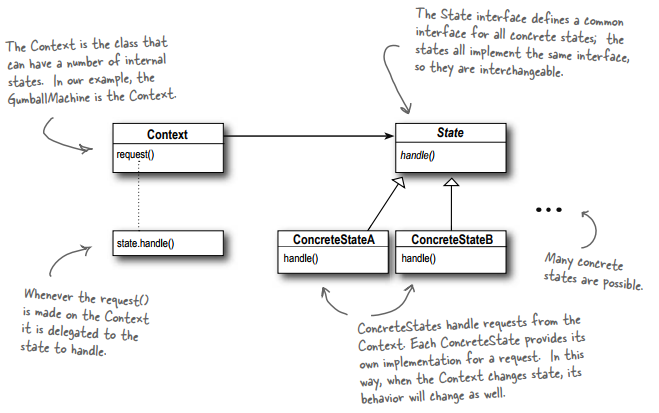 The State interface defines a common
interface for all concrete states; the
states all implement the same interface,
so they are interchangeable.
The Context is the class that
can have a number of internal
states. In our example, the
GumballMachine is the Context.
Context
request()
State
handle()
state.handle()
ConcreteStateA
handle()
ConcreteStateB
handle()
...
Many concrete
states are possible.
Whenever the request()
is made on the Context
it is delegated to the
state to handle.
ConcreteStates handle requests from the
Context. Each ConcreteState provides its
own implementation for a request. In this
way, when the Context changes state, its
behavior will change as well.